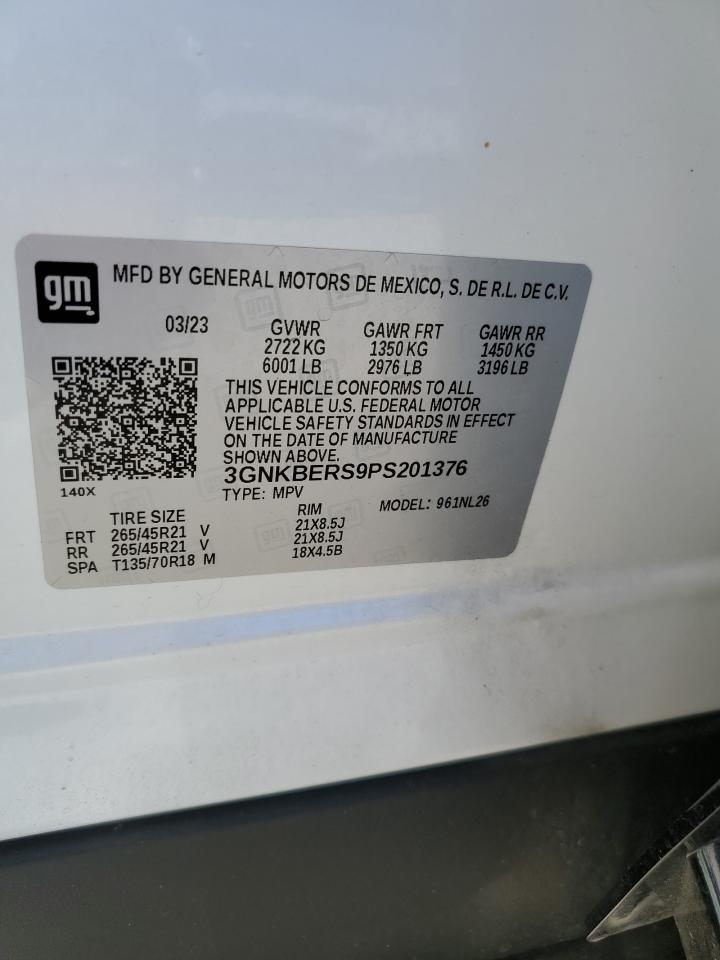 gm
MFD BY GENERAL MOTORS DE MEXICO, S. DE R.L. DE C.V.
03/23 GVWR GAWR FRT GAWR RR
2722 KG 1350 KG 1450 KG
6001 LB 2976 LB 3196 LB
THIS VEHICLE CONFORMS TO ALL
APPLICABLE U.S. FEDERAL MOTOR
VEHICLE SAFETY STANDARDS IN EFFECT
ON THE DATE OF MANUFACTURE
SHOWN ABOVE.
3GNKBERS9PS201376
140X
TYPE: MPV MODEL: 961NL26
TIRE SIZE RIM
FRT 265/45R21 V 21X8.5J
RR 265/45R21 V 21X8.5J
SPA T135/70R18 M 18X4.5B